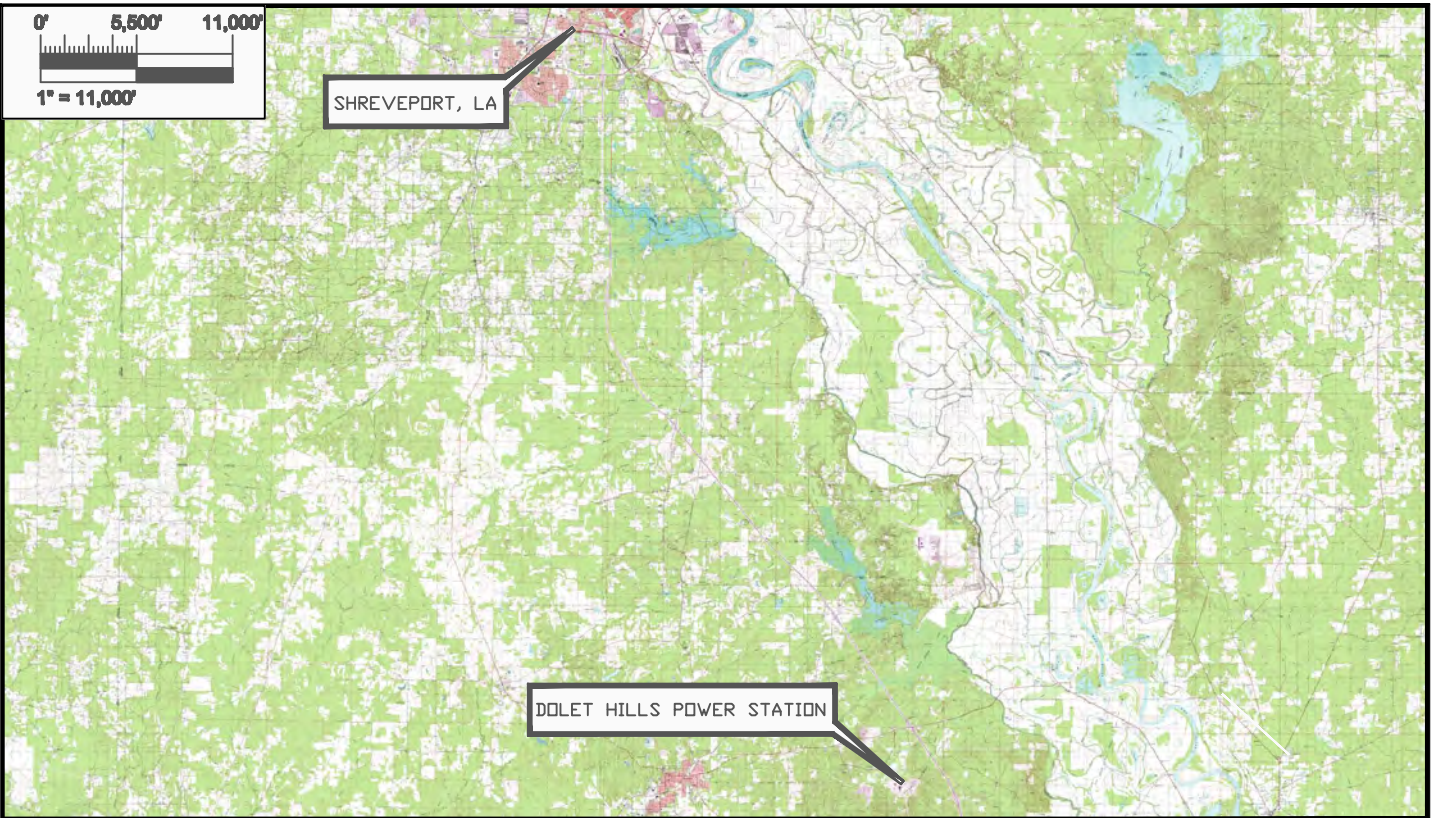 0' 5,500' 11,000'
1" = 11,000'
SHREVEPORT, LA
DOLET HILLS POWER STATION